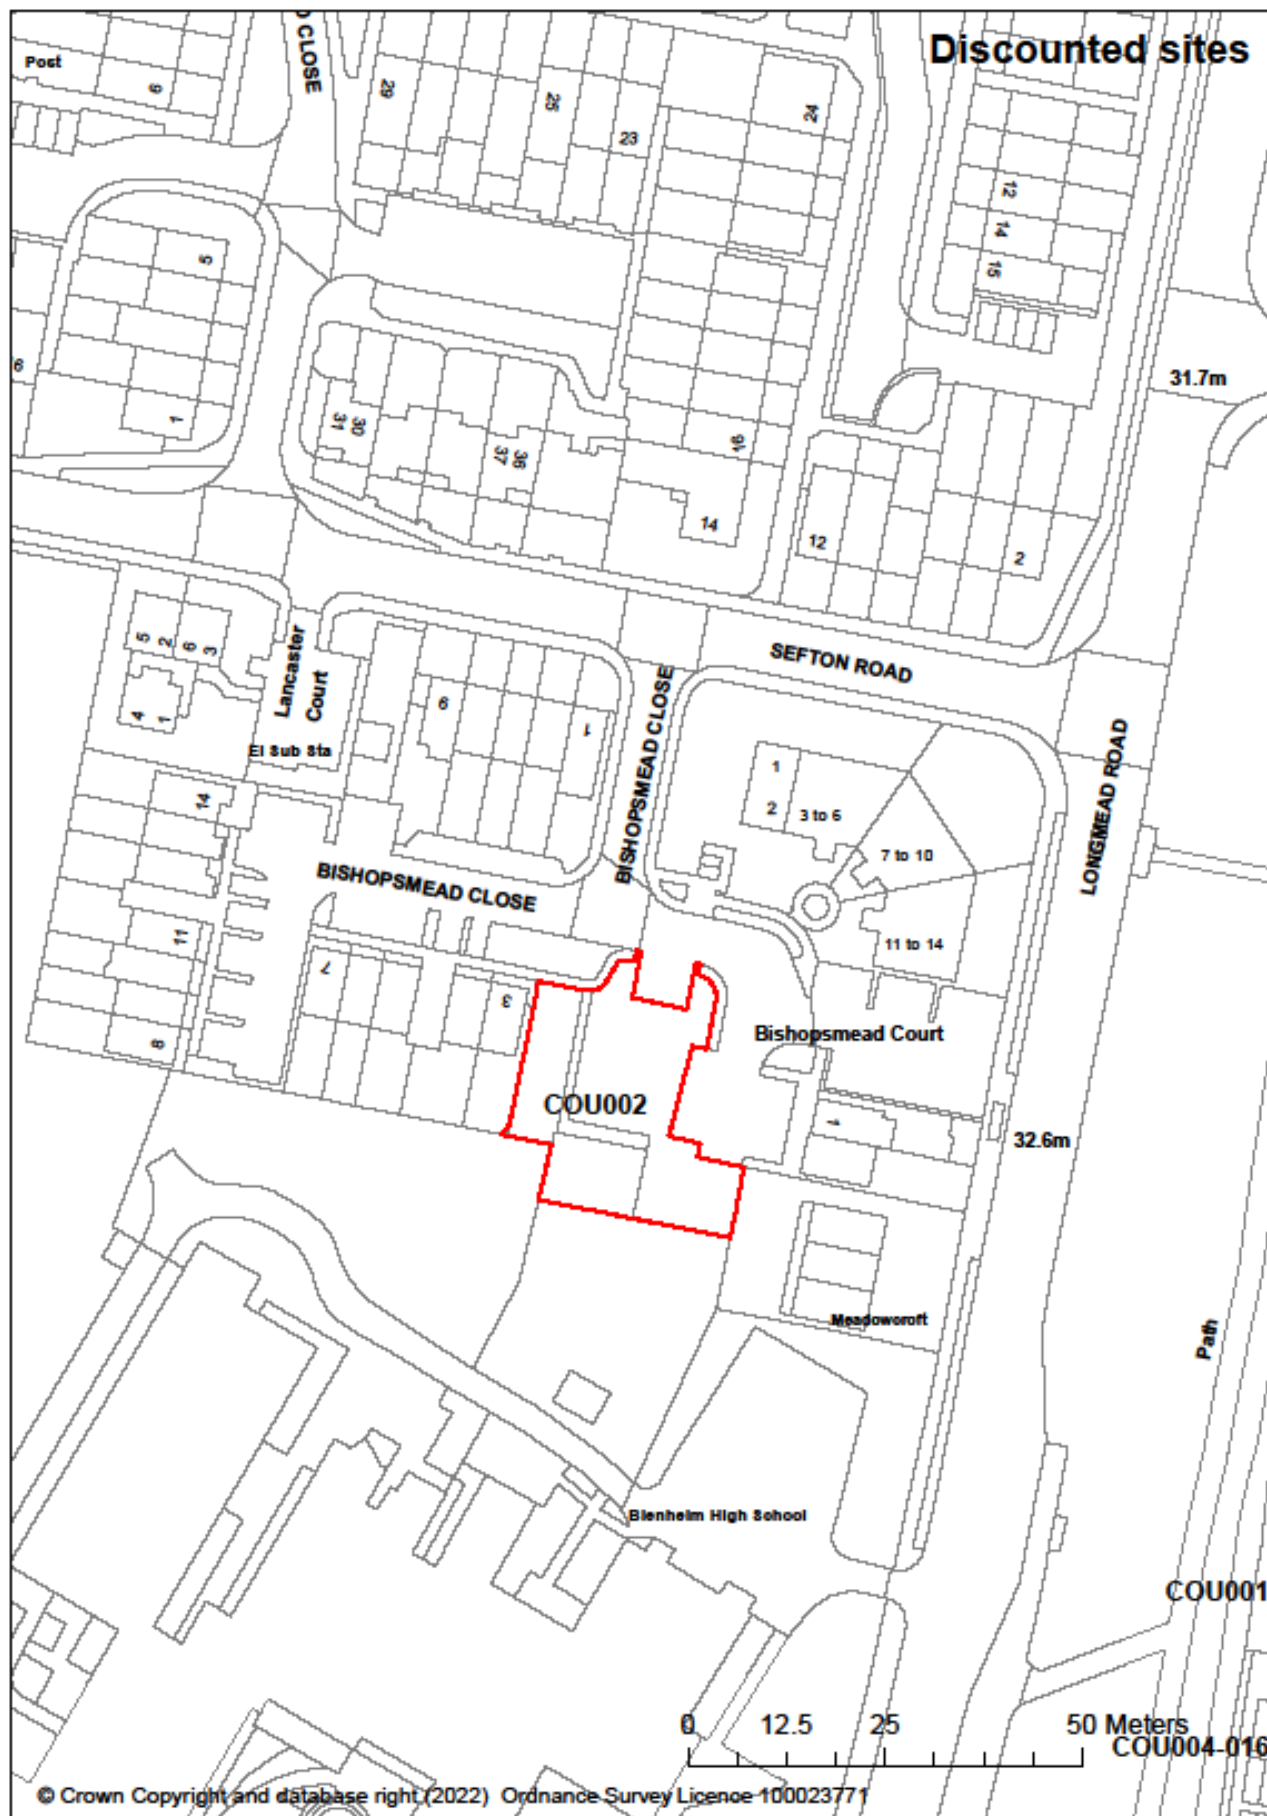 Discounted sites
Post
9
O CLOSE
29
25
23
24
12
14
15
5
1
31
30
37
36
9
14
12
2
31.7m
SEFTON ROAD
5
2
6
3
4
1
Lancaster
Court
El Sub Sta
9
1
BISHOPSMEAD CLOSE
LONGMEAD ROAD
1
2
3 to 6
7 to 10
11 to 14
14
11
8
BISHOPSMEAD CLOSE
7
3
Bishopsmead Court
COU002
1
32.6m
Meadowcroft
Path
Blenheim High School
COU001
0 12.5 25 50 Meters
COU004-016
© Crown Copyright and database right (2022) Ordnance Survey Licence 100023771